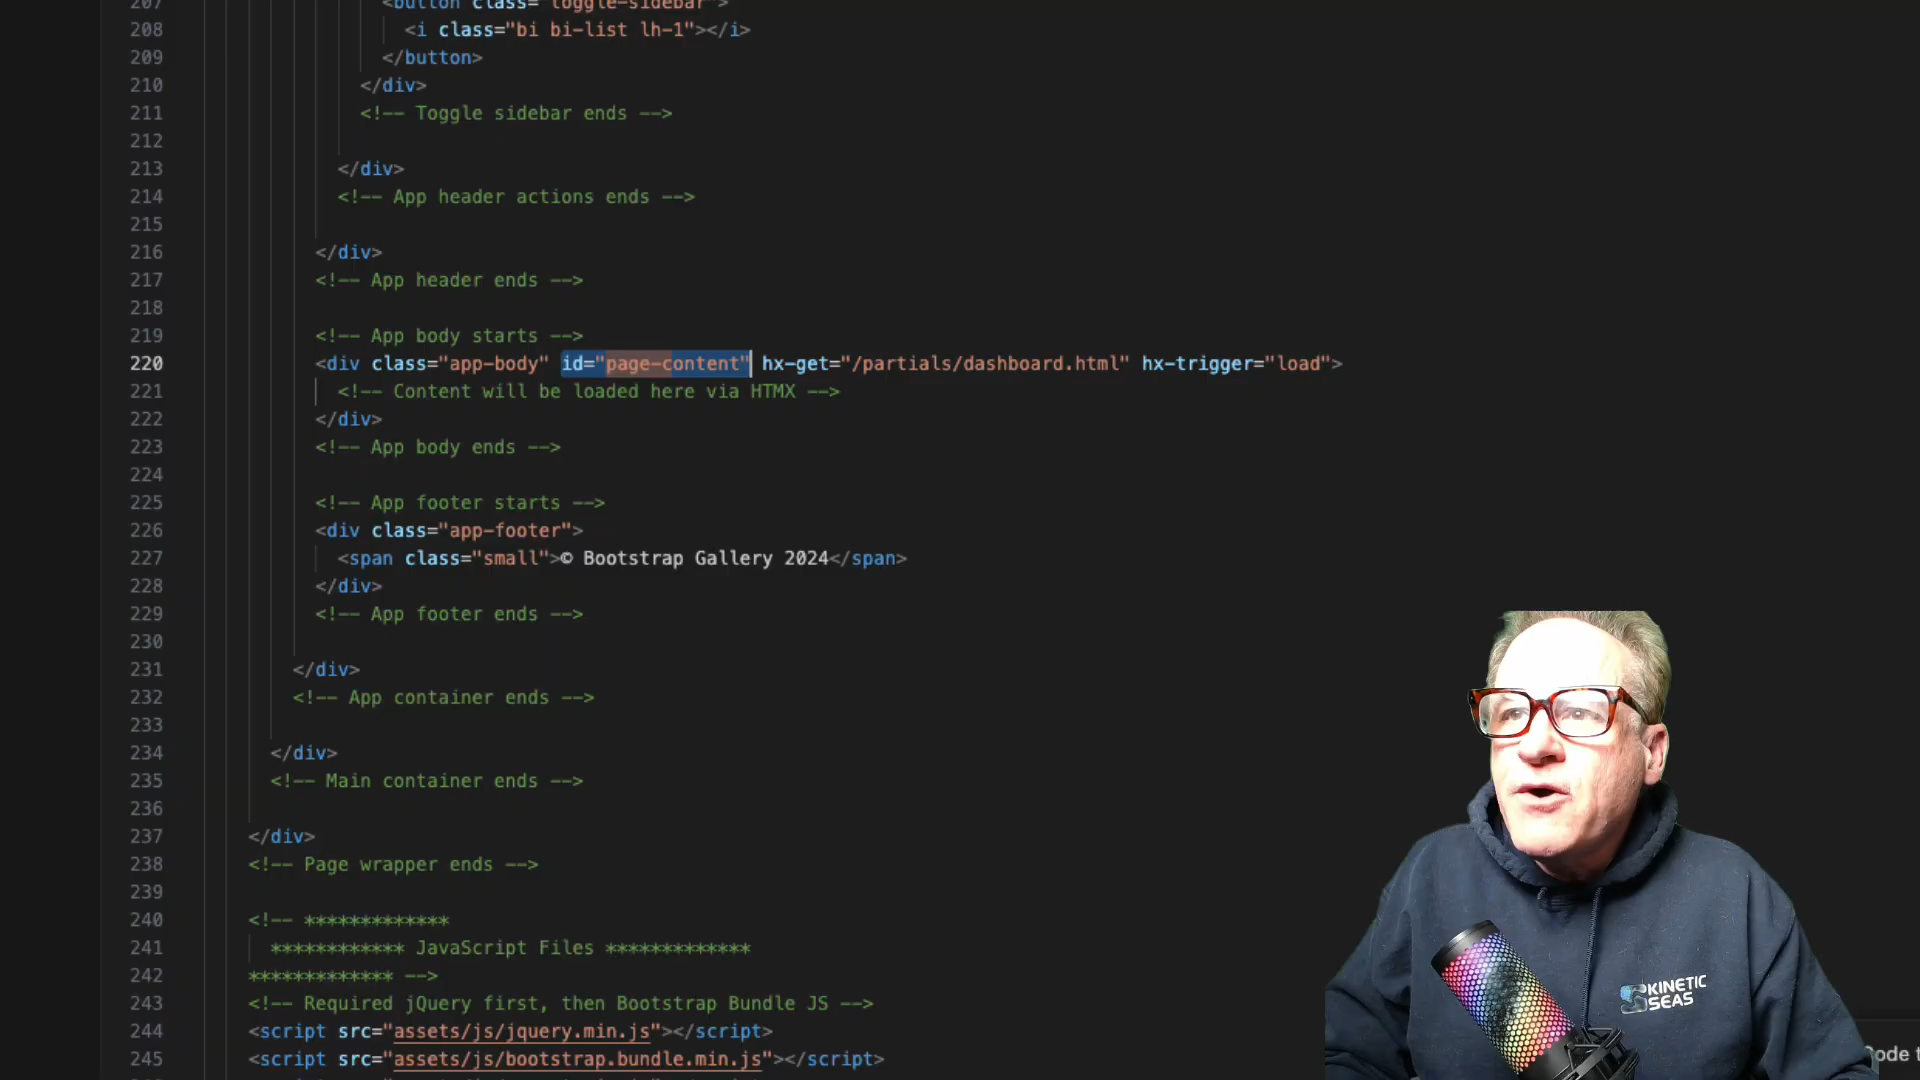 207 <button class="toggle-sidebar">
208 <i class="bi bi-list lh-1"></i>
209 </button>
210 </div>
211 <!-- Toggle sidebar ends -->
212
213 </div>
214 <!-- App header actions ends -->
215
216 </div>
217 <!-- App header ends -->
218
219 <!-- App body starts -->
220 <div class="app-body" id="page-content" hx-get="/partials/dashboard.html" hx-trigger="load">
221 <!-- Content will be loaded here via HTMX -->
222 </div>
223 <!-- App body ends -->
224
225 <!-- App footer starts -->
226 <div class="app-footer">
227 <span class="small">© Bootstrap Gallery 2024</span>
228 </div>
229 <!-- App footer ends -->
230
231 </div>
232 <!-- App container ends -->
233
234 </div>
235 <!-- Main container ends -->
236
237 </div>
238 <!-- Page wrapper ends -->
239
240 <!-- *************
241 ************ JavaScript Files *************
242 ************* -->
243 <!-- Required jQuery first, then Bootstrap Bundle JS -->
244 <script src="assets/js/jquery.min.js"></script>
245 <script src="assets/js/bootstrap.bundle.min.js"></script>
KINETIC
SEAS
Code t